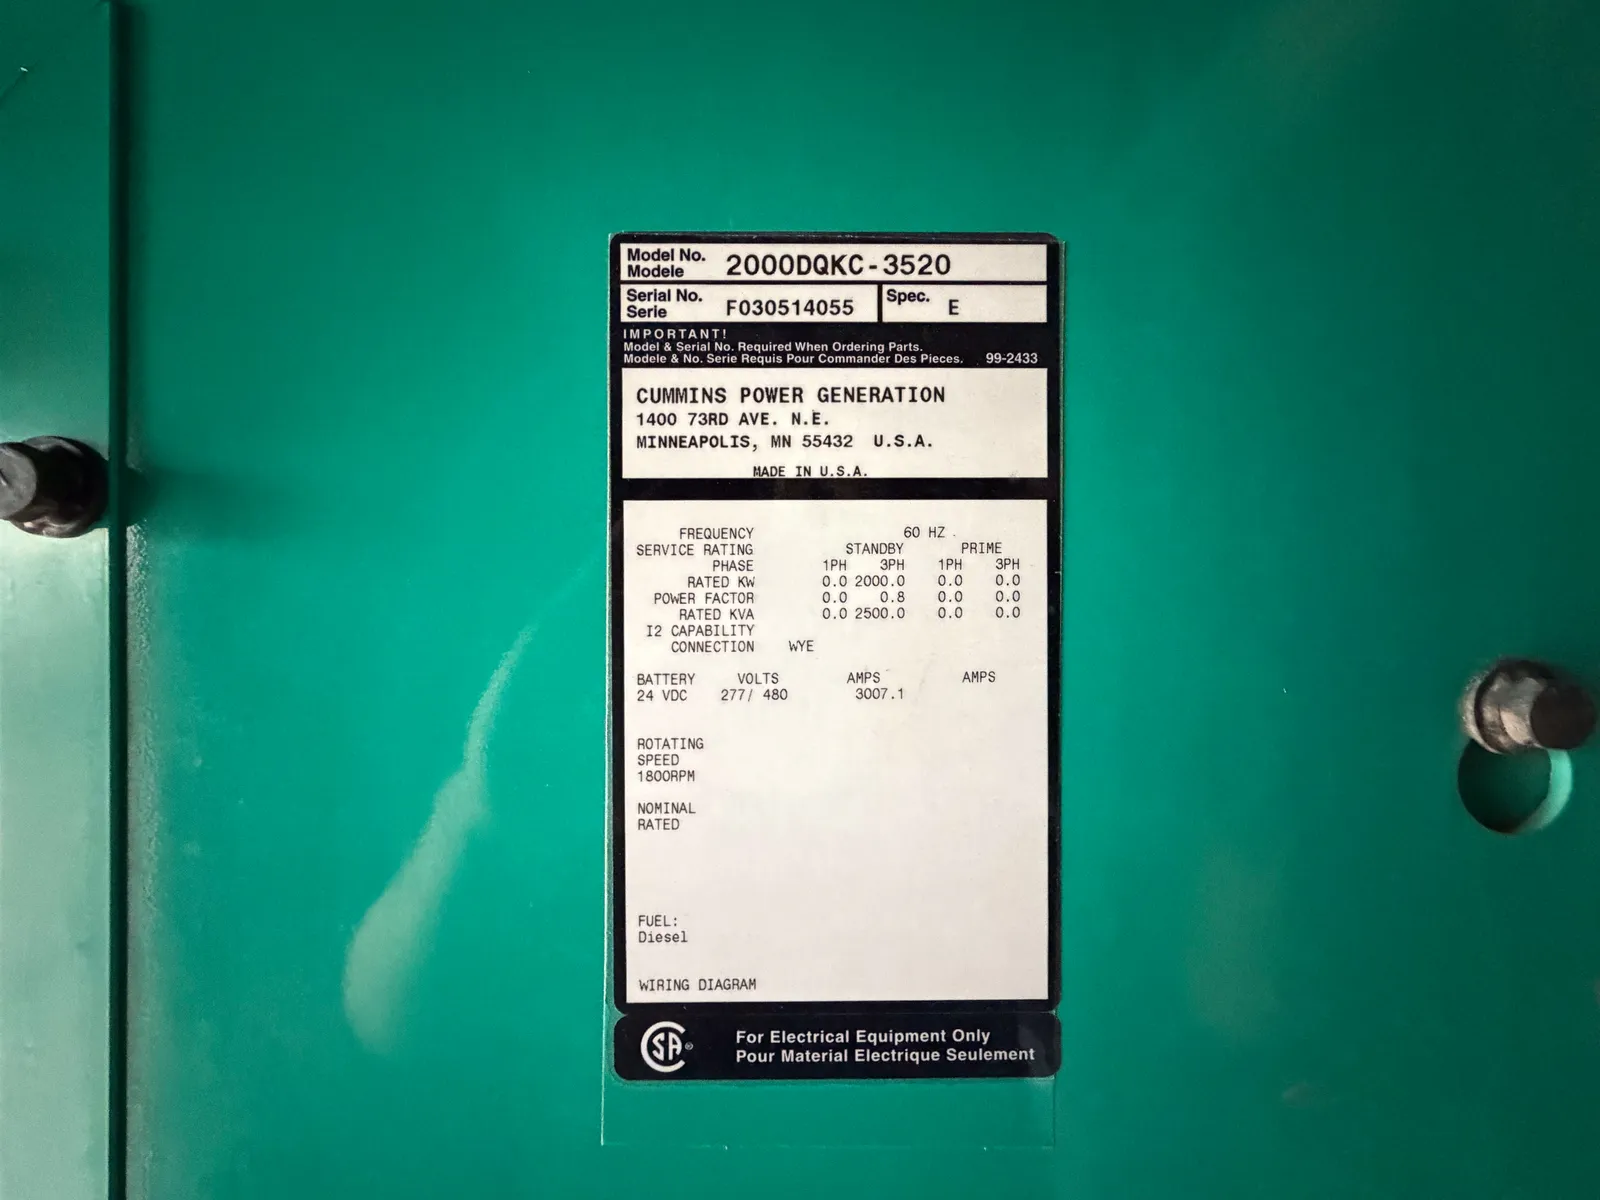 Model No. 2000DQKC-3520
Modele
Serial No. F030514055 Spec. E
Serie
IMPORTANT!
Model & Serial No. Required When Ordering Parts.
Modele & No. Serie Requis Pour Commander Des Pieces. 99-2433
CUMMINS POWER GENERATION
1400 73RD AVE. N.E.
MINNEAPOLIS, MN 55432 U.S.A.
MADE IN U.S.A.
FREQUENCY 60 HZ
SERVICE RATING STANDBY PRIME
PHASE 1PH 3PH 1PH 3PH
RATED KW 0.0 2000.0 0.0 0.0
POWER FACTOR 0.0 0.8 0.0 0.0
RATED KVA 0.0 2500.0 0.0 0.0
I2 CAPABILITY
CONNECTION WYE
BATTERY VOLTS AMPS AMPS
24 VDC 277/ 480 3007.1
ROTATING
SPEED
1800RPM
NOMINAL
RATED
FUEL:
Diesel
WIRING DIAGRAM
CSA® For Electrical Equipment Only
Pour Material Electrique Seulement